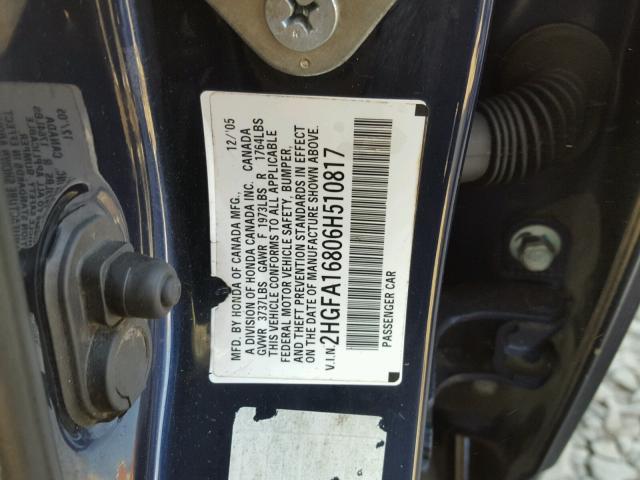 MFD. BY HONDA OF CANADA MFG., 12/'05
A DIVISION OF HONDA CANADA INC. CANADA
GVWR 3737LBS GAWR F 1973LBS R 1764LBS
THIS VEHICLE CONFORMS TO ALL APPLICABLE
FEDERAL MOTOR VEHICLE SAFETY, BUMPER,
AND THEFT PREVENTION STANDARDS IN EFFECT
ON THE DATE OF MANUFACTURE SHOWN ABOVE.
V.I.N. 2HGFA16806H510817
PASSENGER CAR